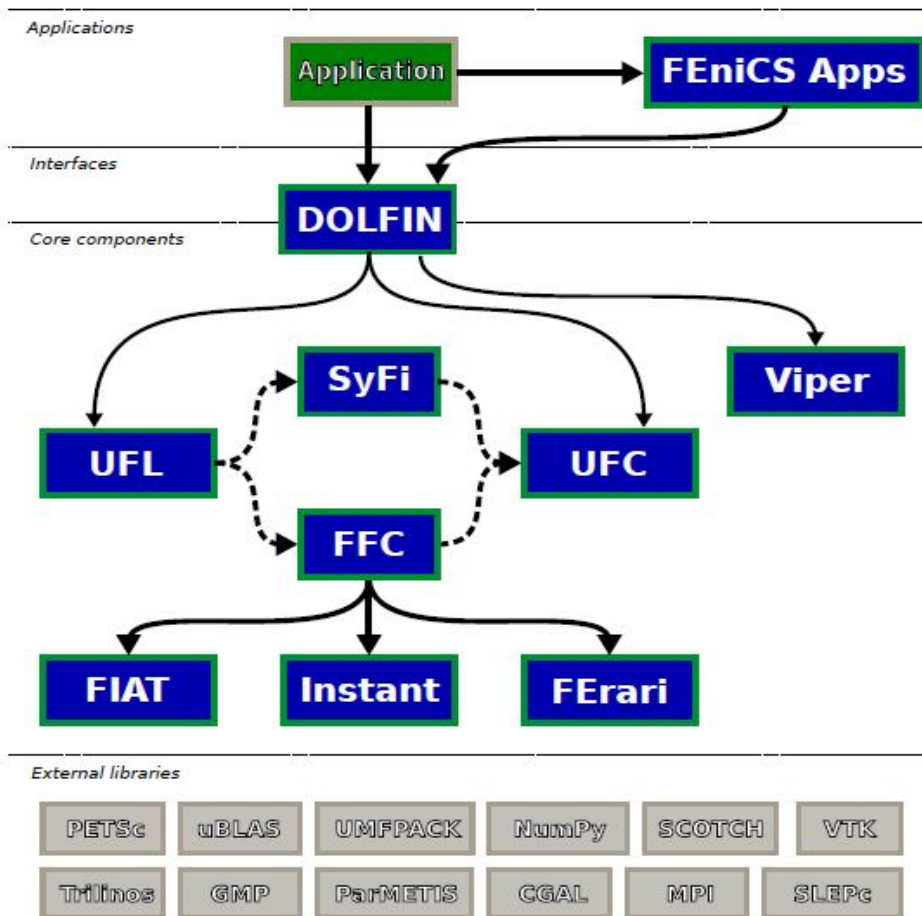 Applications
Application
FEniCS Apps
Interfaces
DOLFIN
Core components
SyFi
Viper
UFL
UFC
FFC
FIAT
Instant
FErari
External libraries
PETSc
uBLAS
UMFPACK
NumPy
SCOTCH
VTK
Trilinos
GMP
ParMETIS
CGAL
MPI
SLEPc